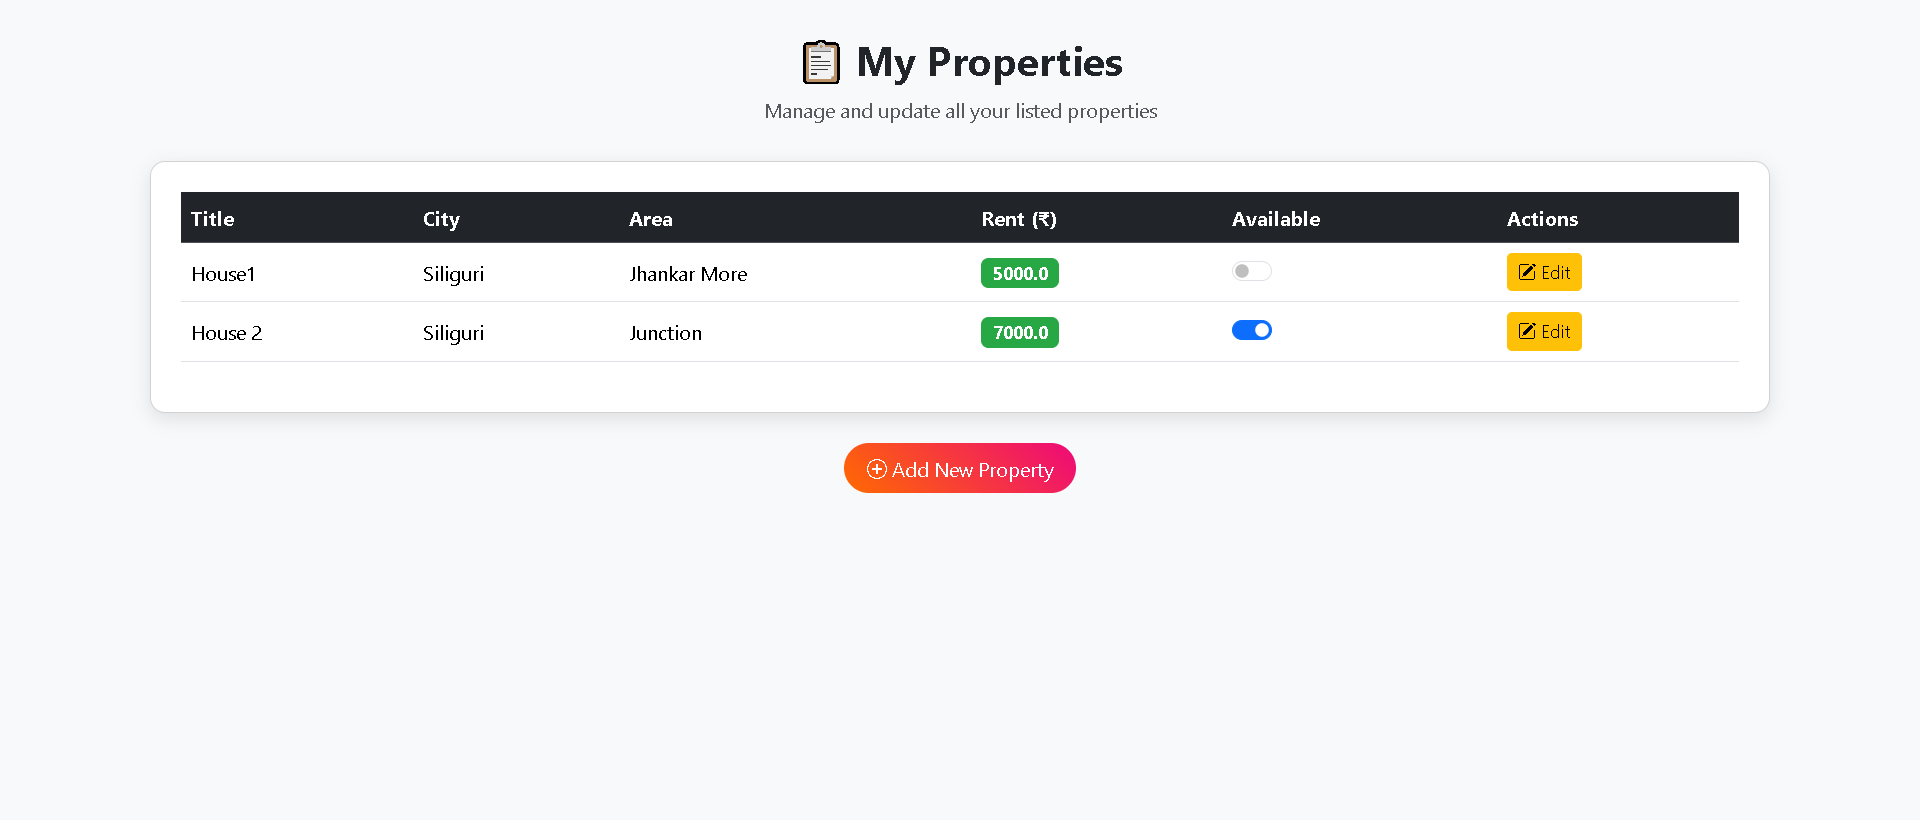 My Properties
Manage and update all your listed properties
Title City Area Rent (₹) Available Actions
House1 Siliguri Jhankar More 5000.0 Edit
House 2 Siliguri Junction 7000.0 Edit
Add New Property